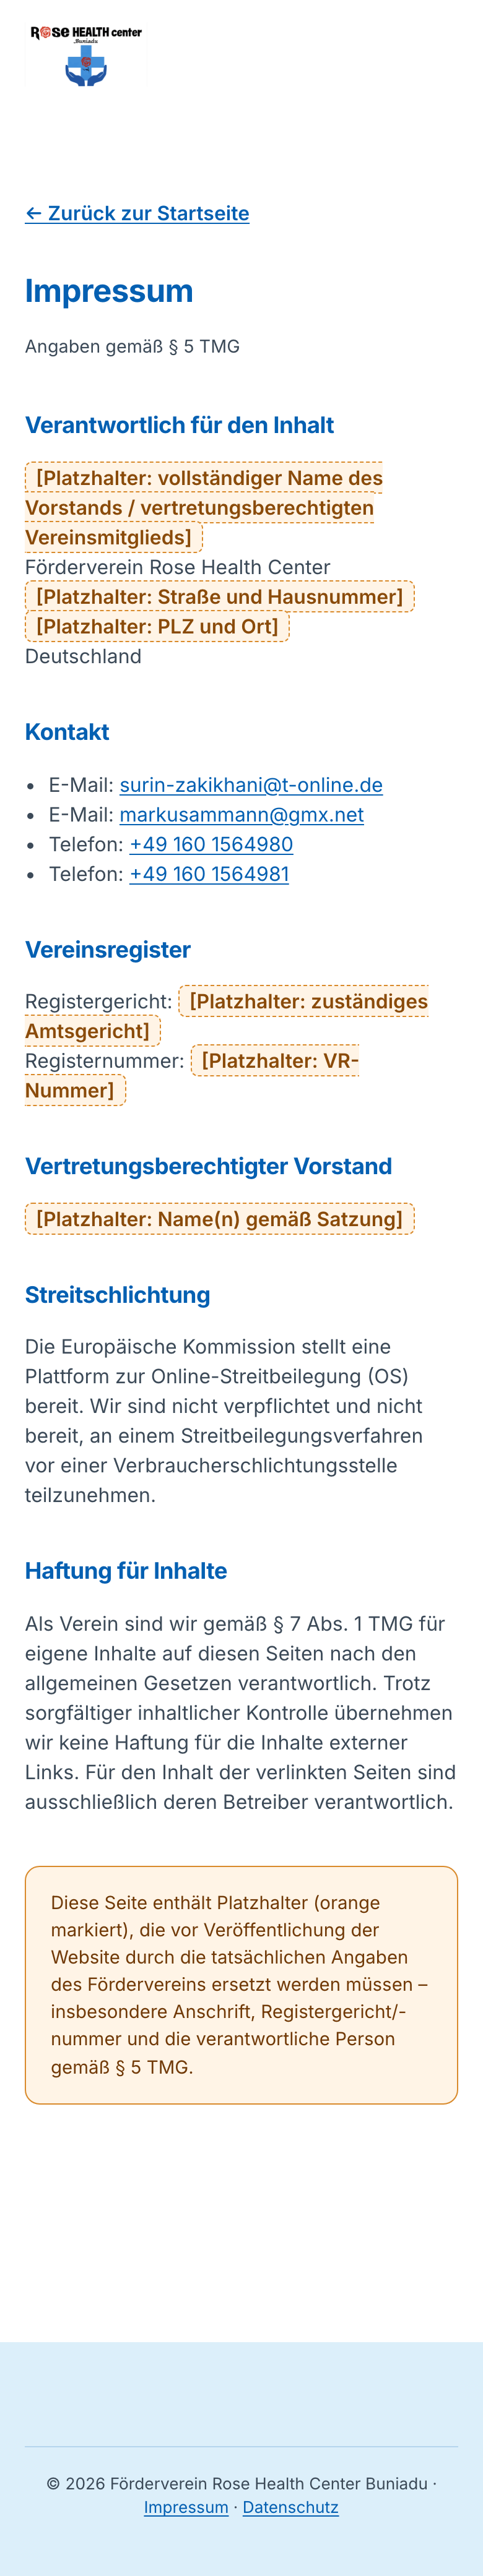 Rose HEALTH center
Buniadu
← Zurück zur Startseite
Impressum
Angaben gemäß § 5 TMG
Verantwortlich für den Inhalt
[Platzhalter: vollständiger Name des
Vorstands / vertretungsberechtigten
Vereinsmitglieds]
Förderverein Rose Health Center
[Platzhalter: Straße und Hausnummer]
[Platzhalter: PLZ und Ort]
Deutschland
Kontakt
• E-Mail: surin-zakikhani@t-online.de
• E-Mail: markusammann@gmx.net
• Telefon: +49 160 1564980
• Telefon: +49 160 1564981
Vereinsregister
Registergericht: [Platzhalter: zuständiges
Amtsgericht]
Registernummer: [Platzhalter: VR-
Nummer]
Vertretungsberechtigter Vorstand
[Platzhalter: Name(n) gemäß Satzung]
Streitschlichtung
Die Europäische Kommission stellt eine
Plattform zur Online-Streitbeilegung (OS)
bereit. Wir sind nicht verpflichtet und nicht
bereit, an einem Streitbeilegungsverfahren
vor einer Verbraucherschlichtungsstelle
teilzunehmen.
Haftung für Inhalte
Als Verein sind wir gemäß § 7 Abs. 1 TMG für
eigene Inhalte auf diesen Seiten nach den
allgemeinen Gesetzen verantwortlich. Trotz
sorgfältiger inhaltlicher Kontrolle übernehmen
wir keine Haftung für die Inhalte externer
Links. Für den Inhalt der verlinkten Seiten sind
ausschließlich deren Betreiber verantwortlich.
Diese Seite enthält Platzhalter (orange
markiert), die vor Veröffentlichung der
Website durch die tatsächlichen Angaben
des Fördervereins ersetzt werden müssen –
insbesondere Anschrift, Registergericht/-
nummer und die verantwortliche Person
gemäß § 5 TMG.
© 2026 Förderverein Rose Health Center Buniadu ·
Impressum · Datenschutz